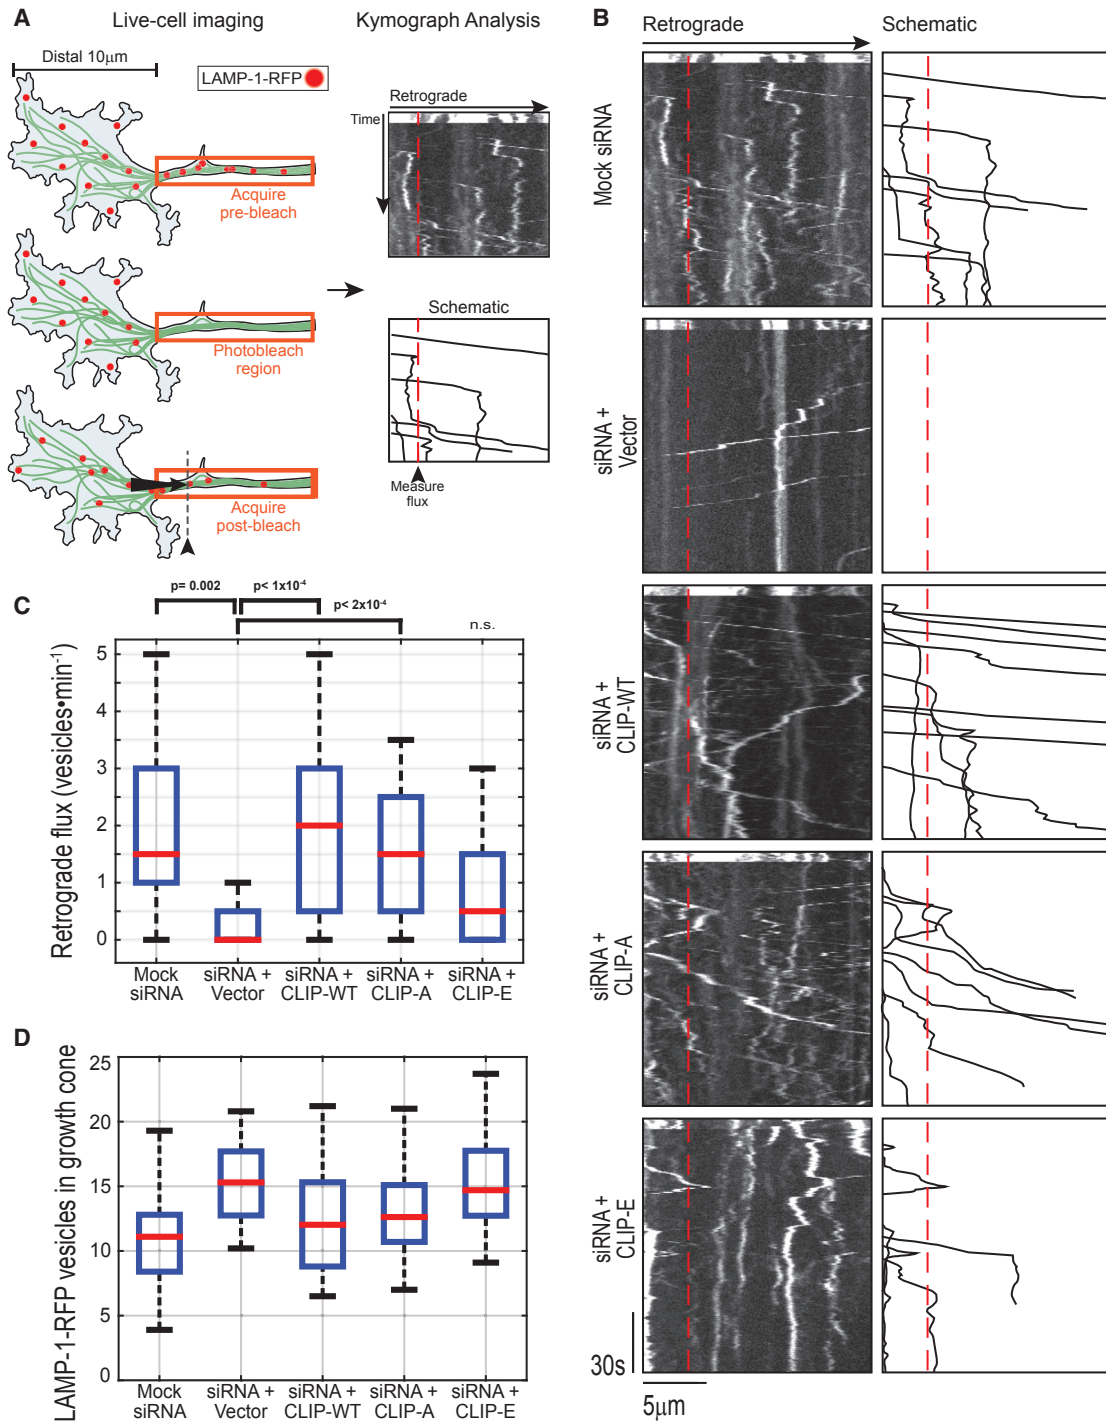 A
Live-cell imaging
Kymograph Analysis
Distal 10μm
LAMP-1-RFP
Acquire
pre-bleach
Photobleach
region
Acquire
post-bleach
Retrograde
Time
Schematic
Measure
flux
B
Retrograde
Schematic
Mock siRNA
siRNA +
Vector
siRNA +
CLIP-WT
siRNA +
CLIP-A
siRNA +
CLIP-E
30s
5μm
C
p= 0.002
p< 1x10⁻⁴
p< 2x10⁻⁴
n.s.
Retrograde flux (vesicles•min⁻¹)
5
4
3
2
1
0
Mock
siRNA
siRNA +
Vector
siRNA +
CLIP-WT
siRNA +
CLIP-A
siRNA +
CLIP-E
D
LAMP-1-RFP vesicles in growth cone
25
20
15
10
5
0
Mock
siRNA
siRNA +
Vector
siRNA +
CLIP-WT
siRNA +
CLIP-A
siRNA +
CLIP-E